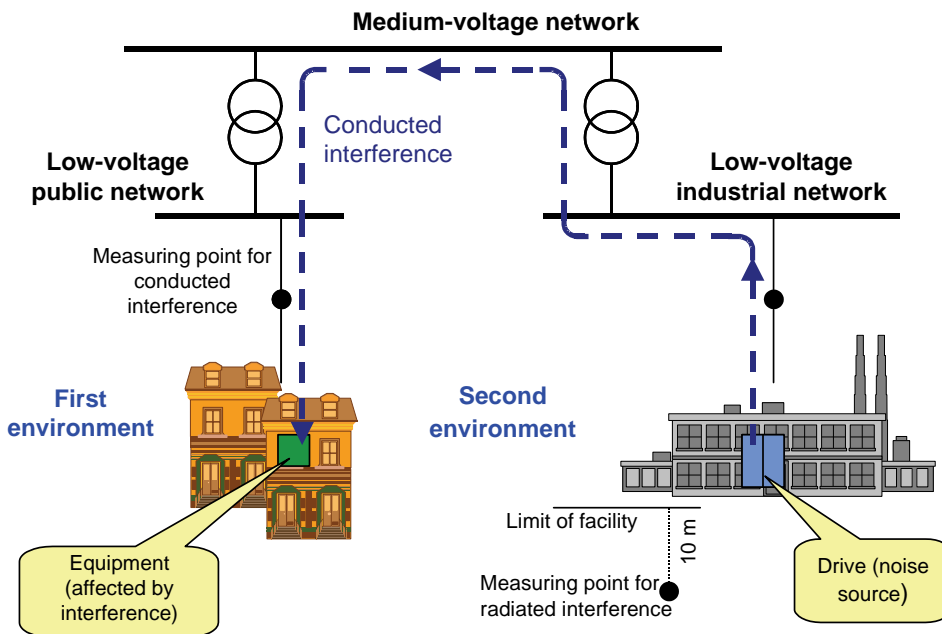 Medium-voltage network
Conducted
interference
Low-voltage
public network
Low-voltage
industrial network
Measuring point for
conducted
interference
First
environment
Second
environment
Limit of facility
10 m
Equipment
(affected by
interference)
Measuring point for
radiated interference
Drive (noise
source)